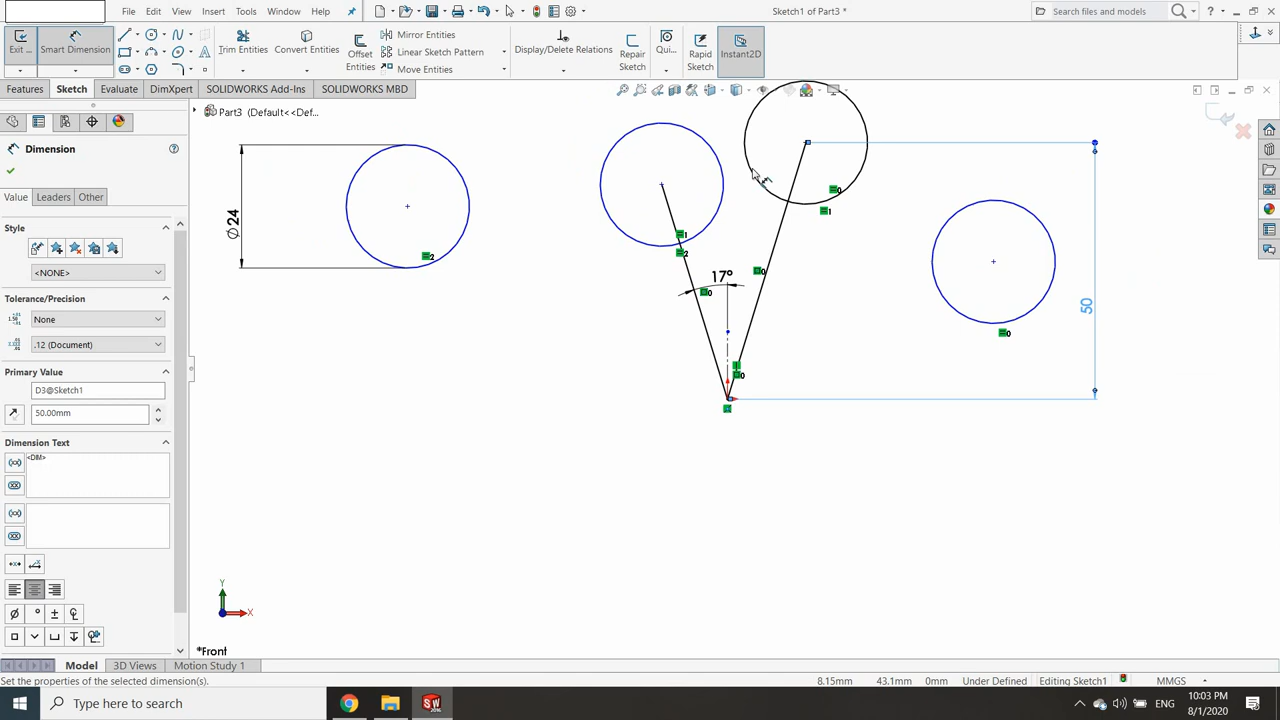 File Edit View Insert Tools Window Help
Sketch1 of Part3 *
Search files and models
Exit ...
Smart Dimension
Trim Entities
Convert Entities
Offset Entities
Mirror Entities
Linear Sketch Pattern
Move Entities
Display/Delete Relations
Repair Sketch
Qui...
Rapid Sketch
Instant2D
Features Sketch Evaluate DimXpert SOLIDWORKS Add-Ins SOLIDWORKS MBD
Part3 (Default<<Def...
Dimension
Value Leaders Other
Style
<NONE>
Tolerance/Precision
None
.12 (Document)
Primary Value
D3@Sketch1
50.00mm
Dimension Text
<DIM>
Ø24
17°
50
Y
X
*Front
Model 3D Views Motion Study 1
Set the properties of the selected dimension(s).
8.15mm 43.1mm 0mm Under Defined Editing Sketch1 MMGS
Type here to search
ENG
10:03 PM
8/1/2020